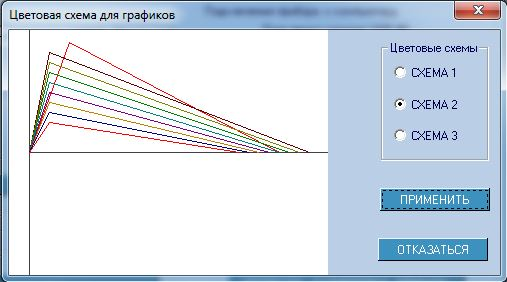 Цветовая схема для графиков
Цветовые схемы
СХЕМА 1
СХЕМА 2
СХЕМА 3
ПРИМЕНИТЬ
ОТКАЗАТЬСЯ